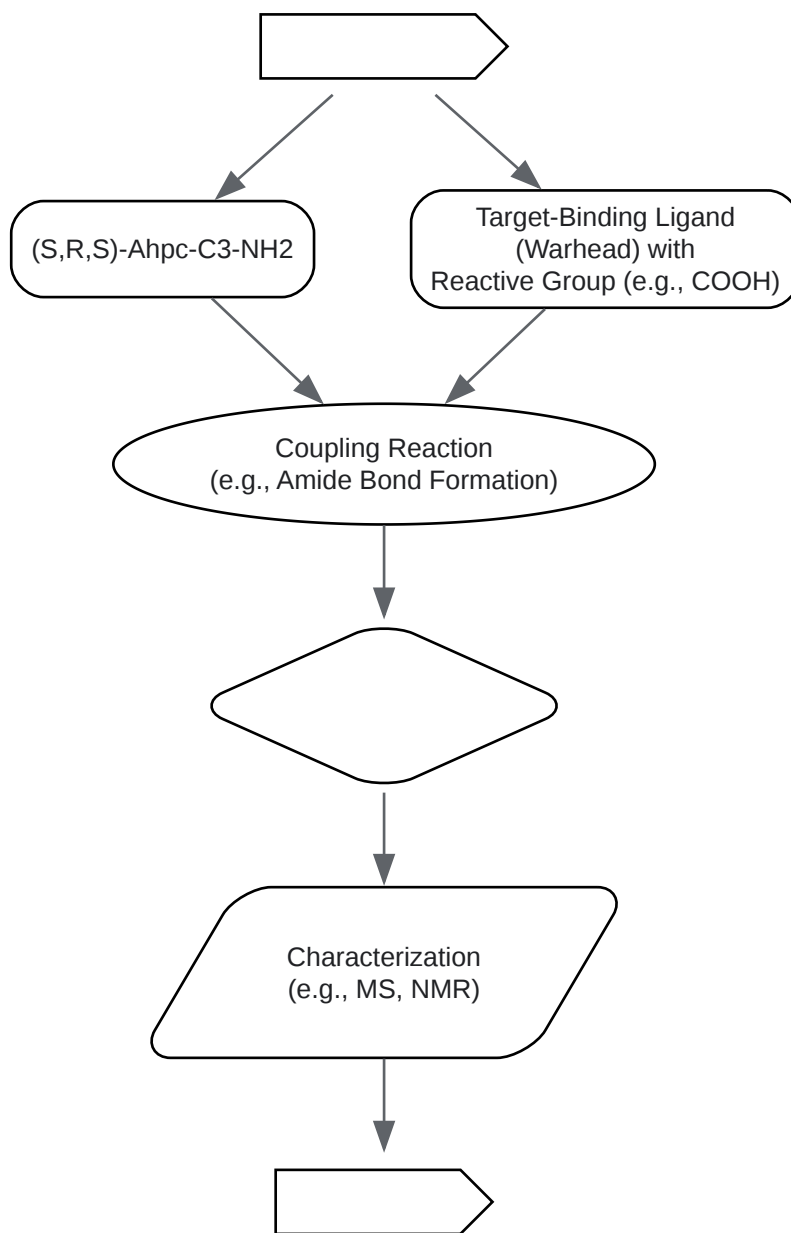 (S,R,S)-Ahpc-C3-NH2
Target-Binding Ligand
(Warhead) with
Reactive Group (e.g., COOH)
Coupling Reaction
(e.g., Amide Bond Formation)
Characterization
(e.g., MS, NMR)